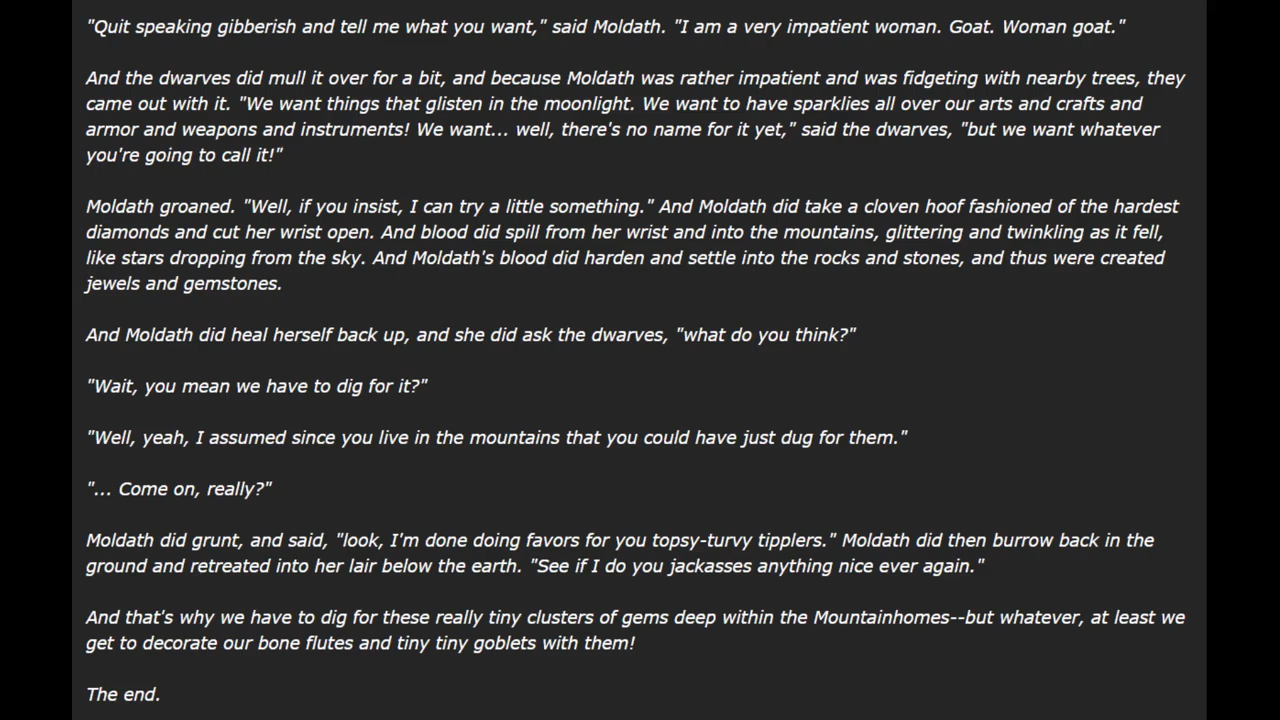 "Quit speaking gibberish and tell me what you want," said Moldath. "I am a very impatient woman. Goat. Woman goat."
And the dwarves did mull it over for a bit, and because Moldath was rather impatient and was fidgeting with nearby trees, they
came out with it. "We want things that glisten in the moonlight. We want to have sparklies all over our arts and crafts and
armor and weapons and instruments! We want... well, there's no name for it yet," said the dwarves, "but we want whatever
you're going to call it!"
Moldath groaned. "Well, if you insist, I can try a little something." And Moldath did take a cloven hoof fashioned of the hardest
diamonds and cut her wrist open. And blood did spill from her wrist and into the mountains, glittering and twinkling as it fell,
like stars dropping from the sky. And Moldath's blood did harden and settle into the rocks and stones, and thus were created
jewels and gemstones.
And Moldath did heal herself back up, and she did ask the dwarves, "what do you think?"
"Wait, you mean we have to dig for it?"
"Well, yeah, I assumed since you live in the mountains that you could have just dug for them."
"... Come on, really?"
Moldath did grunt, and said, "look, I'm done doing favors for you topsy-turvy tipplers." Moldath did then burrow back in the
ground and retreated into her lair below the earth. "See if I do you jackasses anything nice ever again."
And that's why we have to dig for these really tiny clusters of gems deep within the Mountainhomes--but whatever, at least we
get to decorate our bone flutes and tiny tiny goblets with them!
The end.